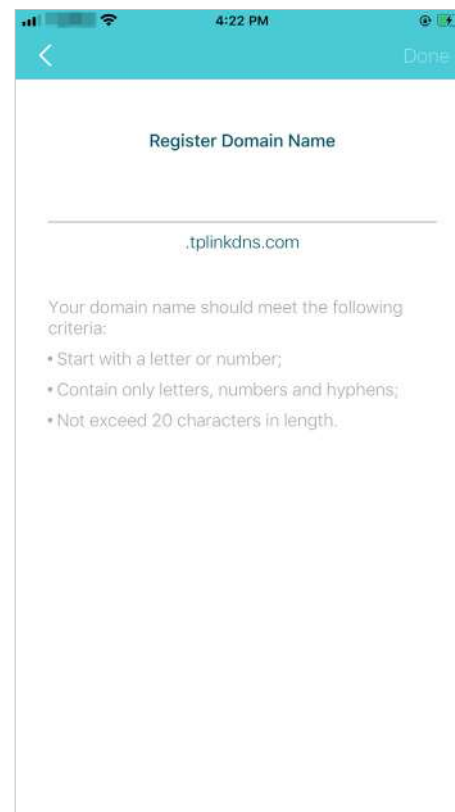 4:22 PM
Done
Register Domain Name
.tplinkdns.com
Your domain name should meet the following
criteria:
• Start with a letter or number;
• Contain only letters, numbers and hyphens;
• Not exceed 20 characters in length.